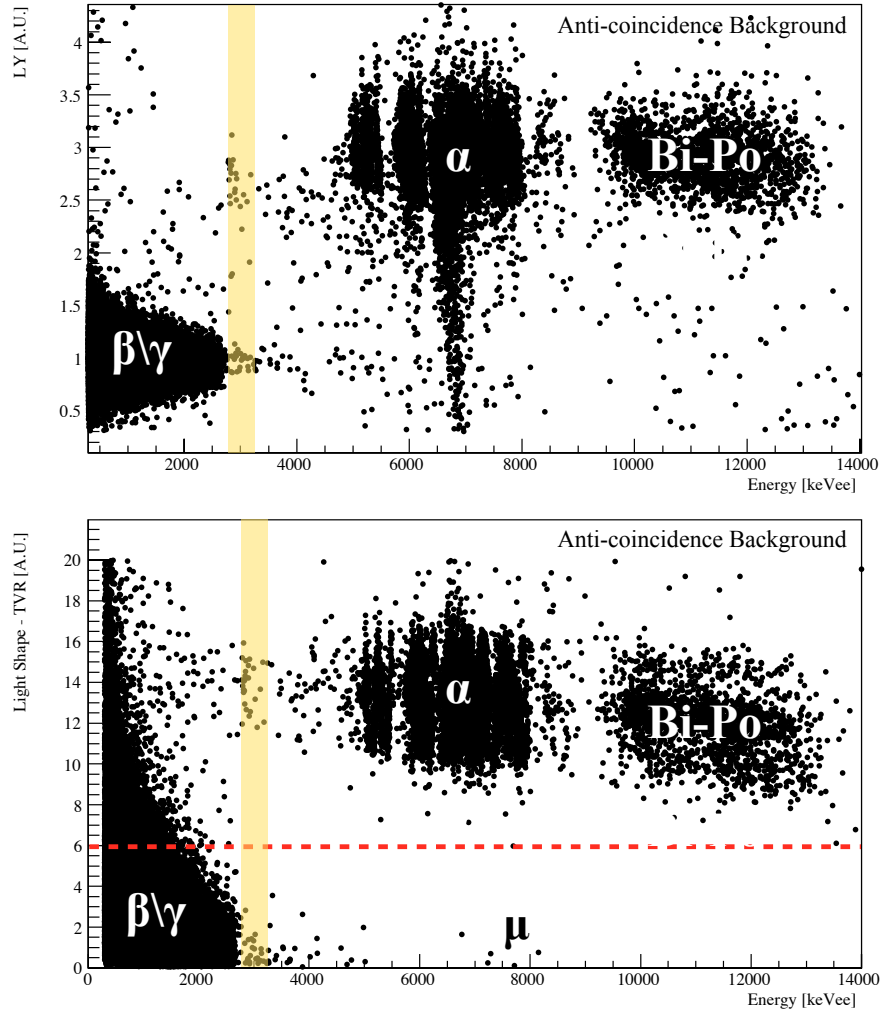 Anti-coincidence Background
LY [A.U.]
4
3.5
3
2.5
2
1.5
1
0.5
α
Bi-Po
β\γ
2000 4000 6000 8000 10000 12000 14000
Energy [keVee]
Anti-coincidence Background
Light Shape - TVR [A.U.]
20
18
16
14
12
10
8
6
4
2
0
α
Bi-Po
β\γ
μ
0 2000 4000 6000 8000 10000 12000 14000
Energy [keVee]